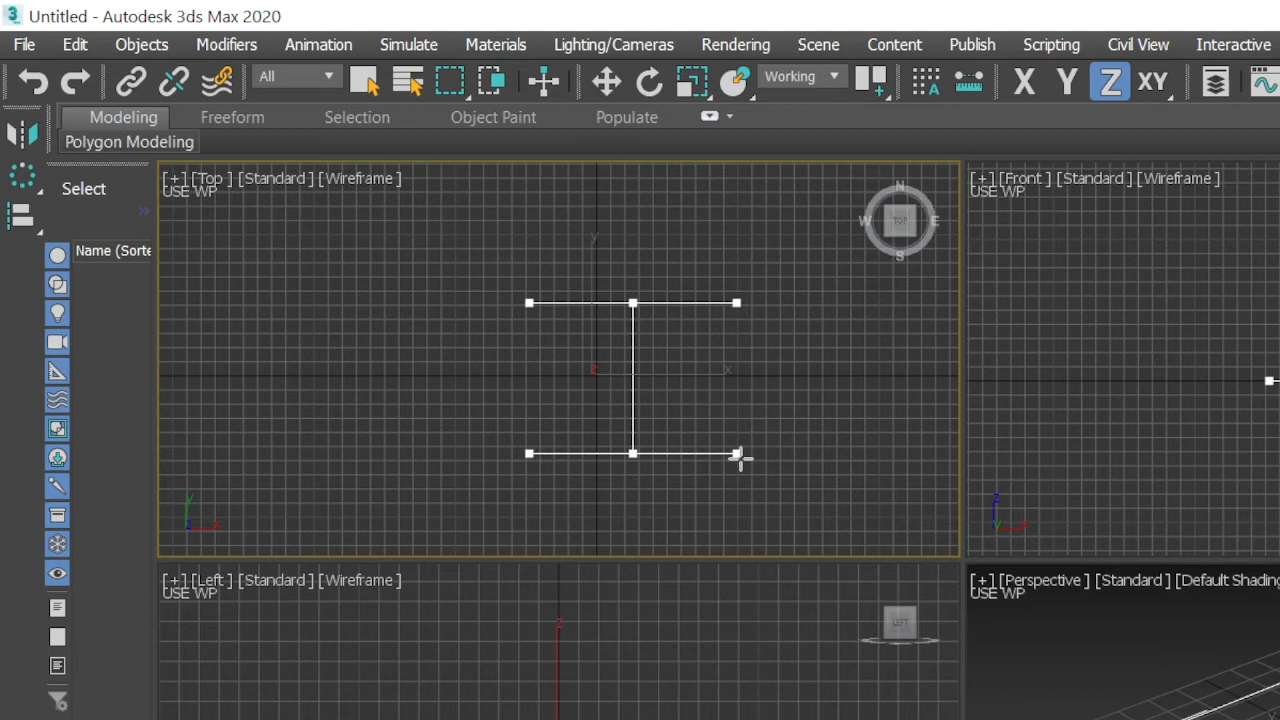 3 Untitled - Autodesk 3ds Max 2020
File Edit Objects Modifiers Animation Simulate Materials Lighting/Cameras Rendering Scene Content Publish Scripting Civil View Interactive
All Working A X Y Z XY
Modeling Freeform Selection Object Paint Populate
Polygon Modeling
Select
Name (Sorte
[+] [Top ] [Standard ] [Wireframe ]
USE WP
N
W TOP E
S
y
z x
y
z x
[+] [Front ] [Standard ] [Wireframe ]
USE WP
z
y x
[+] [Left ] [Standard ] [Wireframe ]
USE WP
LEFT
z
[+] [Perspective ] [Standard ] [Default Shading
USE WP